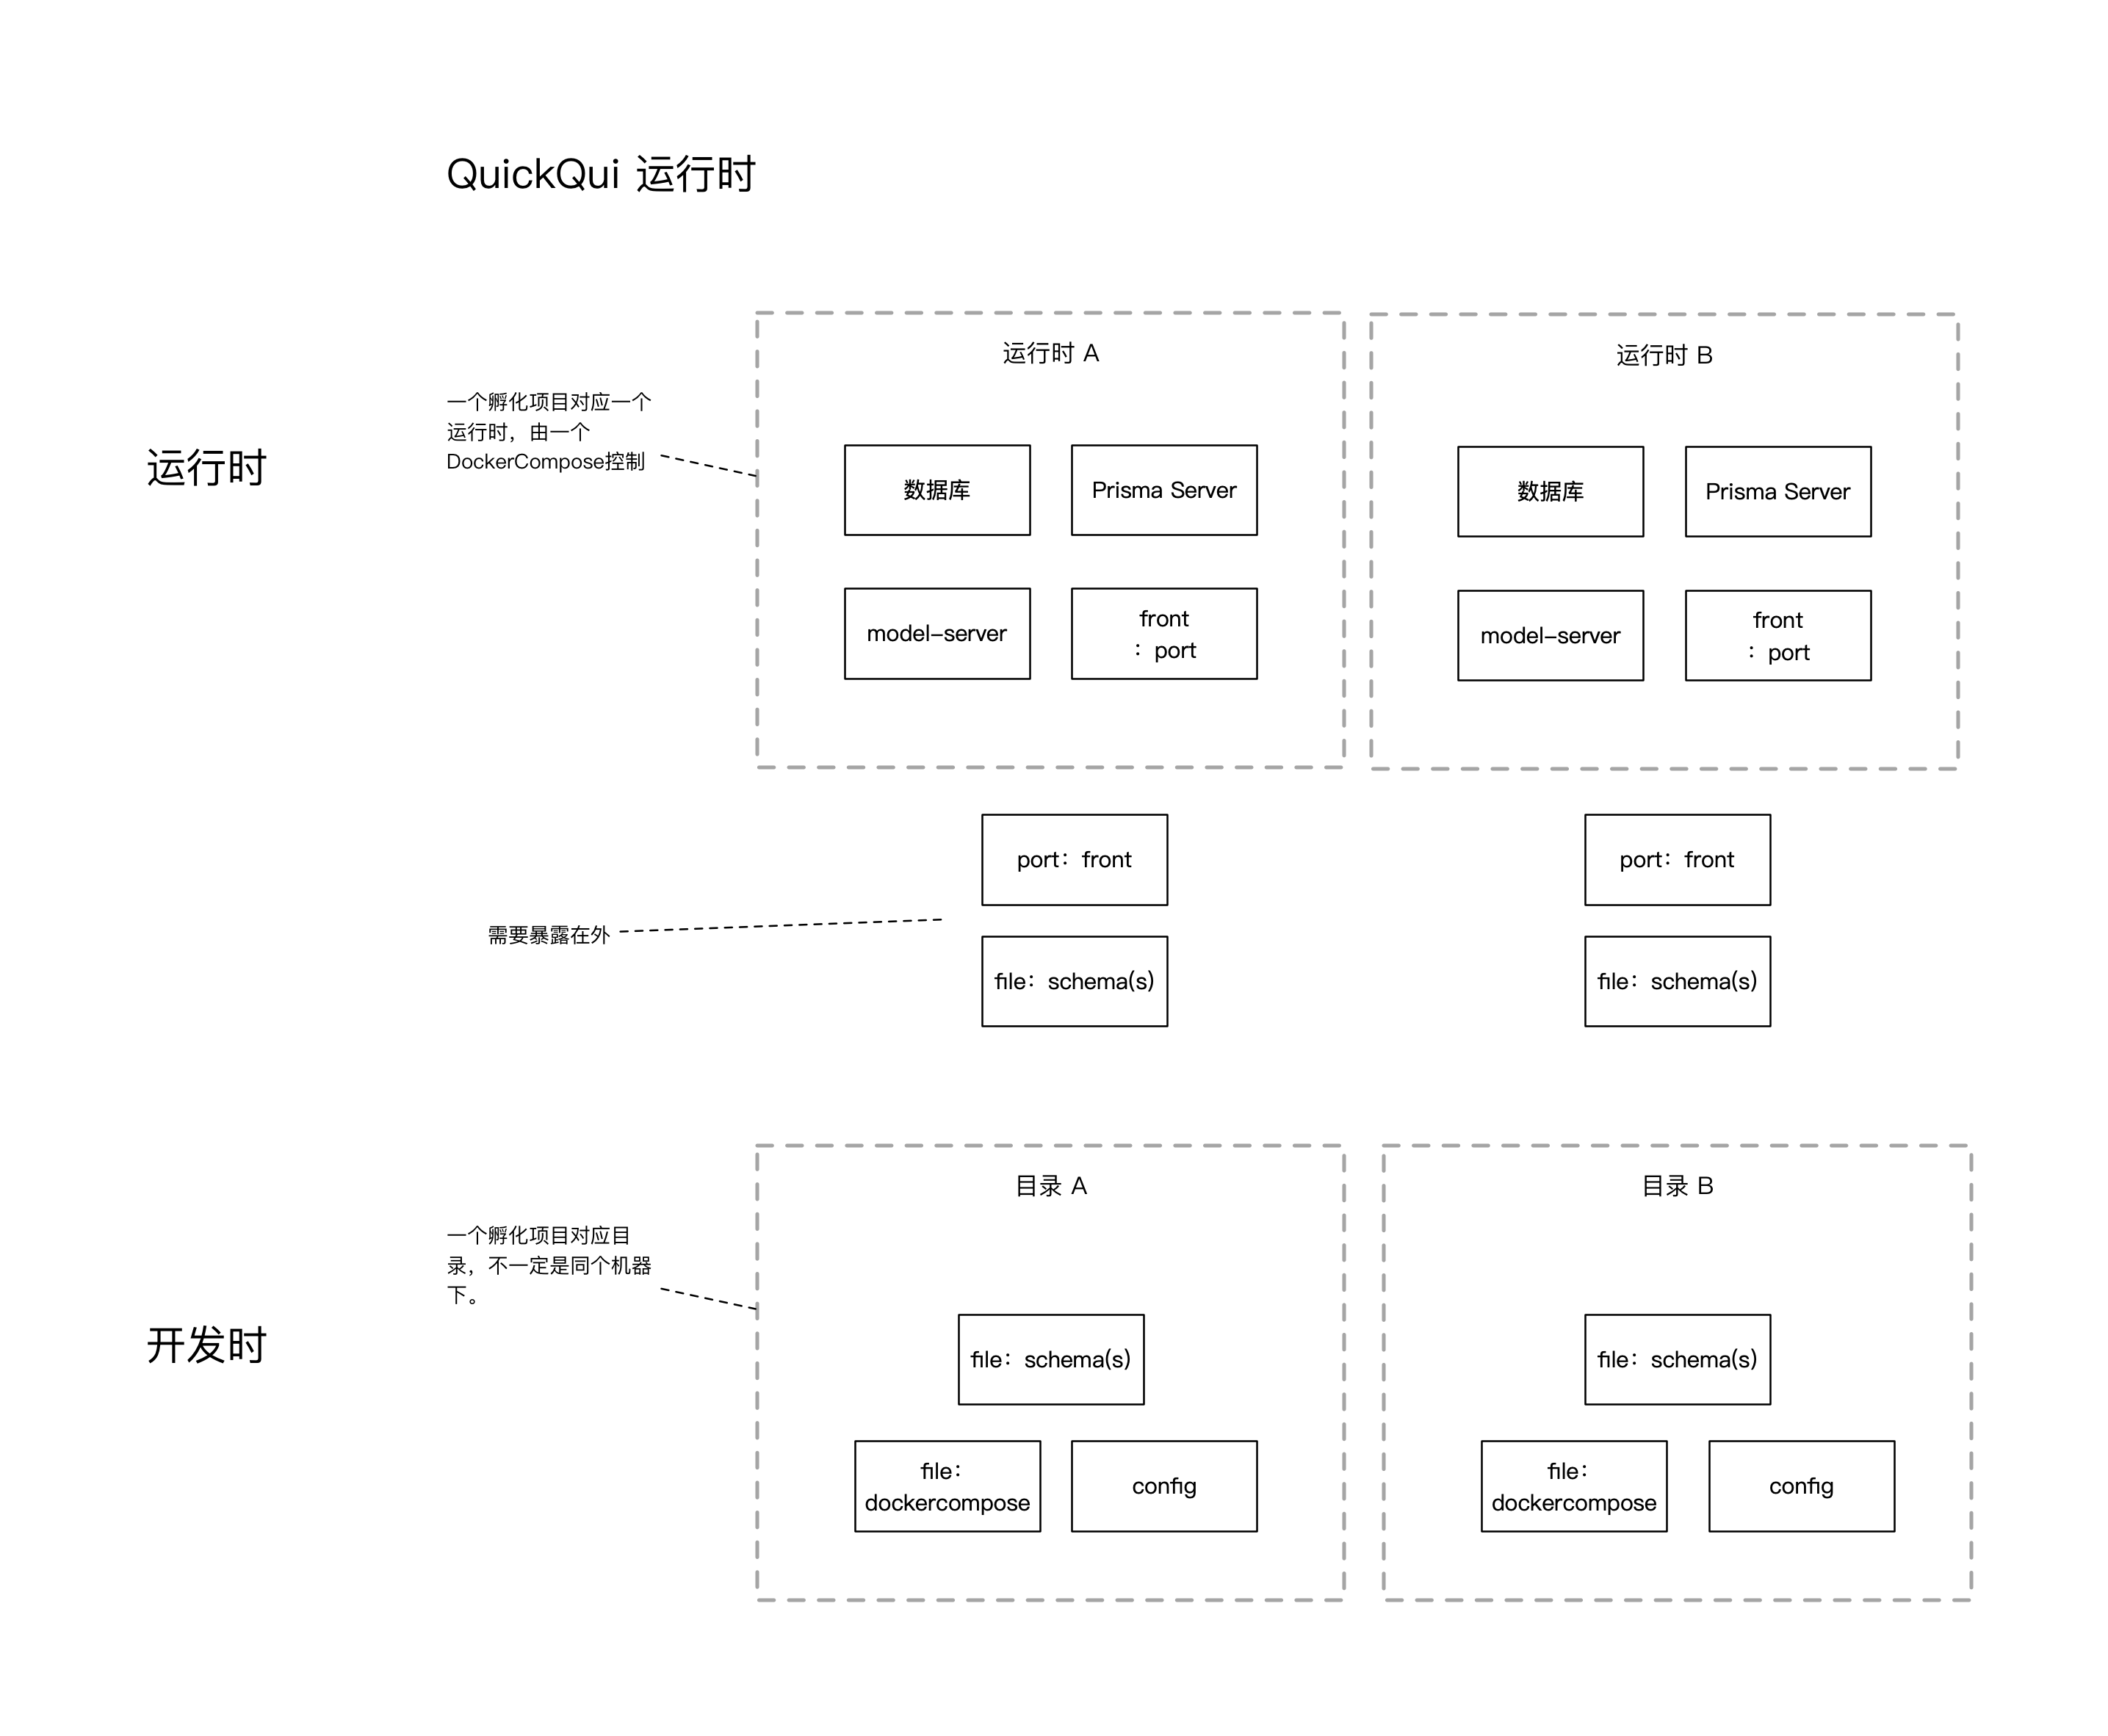 QuickQui 运行时
运行时
一个孵化项目对应一个
运行时，由一个
DockerCompose控制
运行时 A
数据库
Prisma Server
model-server
front
：port
运行时 B
数据库
Prisma Server
model-server
front
：port
需要暴露在外
port：front
file：schema(s)
port：front
file：schema(s)
开发时
一个孵化项目对应目
录，不一定是同个机器
下。
目录 A
file：schema(s)
file：
dockercompose
config
目录 B
file：schema(s)
file：
dockercompose
config